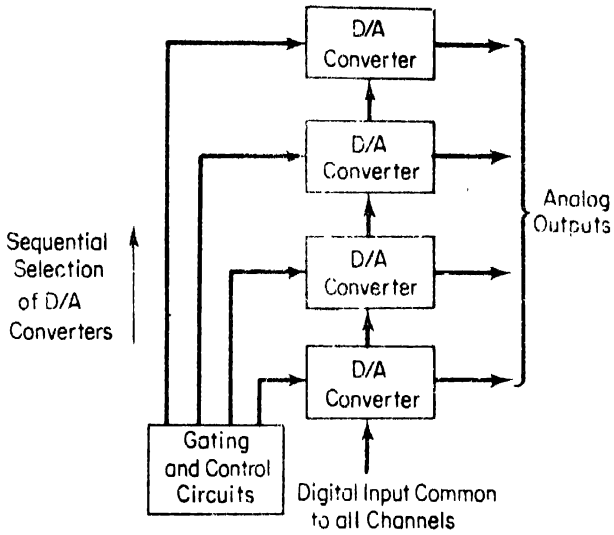 D/A
Converter
D/A
Converter
Analog
Outputs
Sequential
Selection
of D/A
Converters
D/A
Converter
D/A
Converter
Gating
and Control
Circuits
Digital Input Common
to all Channels